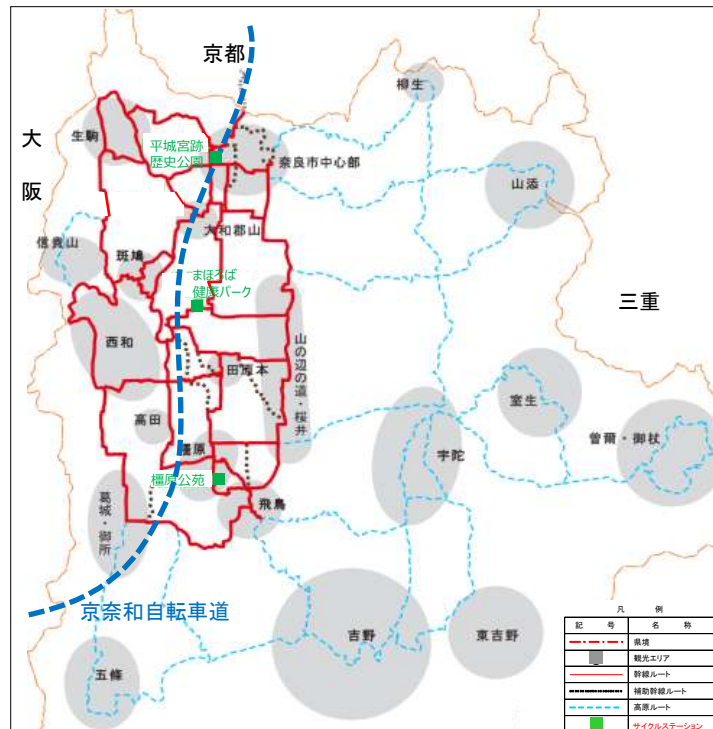 京都
柳生
大
阪
生駒
平城宮跡
歴史公園
奈良市中心部
山添
大和郡山
信貴山
斑鳩
まほろば
健康パーク
三重
西和
山の辺の道・桜井
田原本
室生
高田
橿原
宇陀
曽爾・御杖
橿原公苑
飛鳥
葛城・御所
京奈和自転車道
吉野
東吉野
五條
凡 例
記 号 名 称
県境
観光エリア
幹線ルート
補助幹線ルート
高原ルート
サイクルステーション